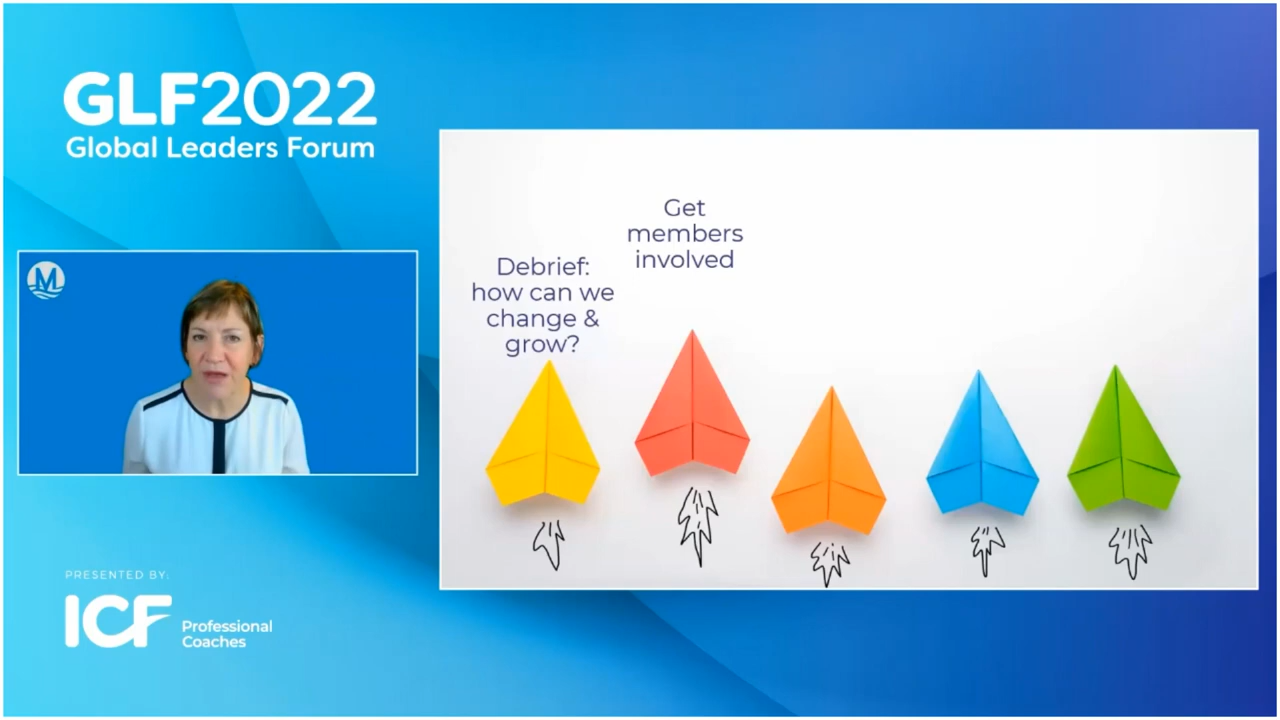 GLF2022
Global Leaders Forum
M
Get
members
involved
Debrief:
how can we
change &
grow?
PRESENTED BY:
ICF
Professional
Coaches